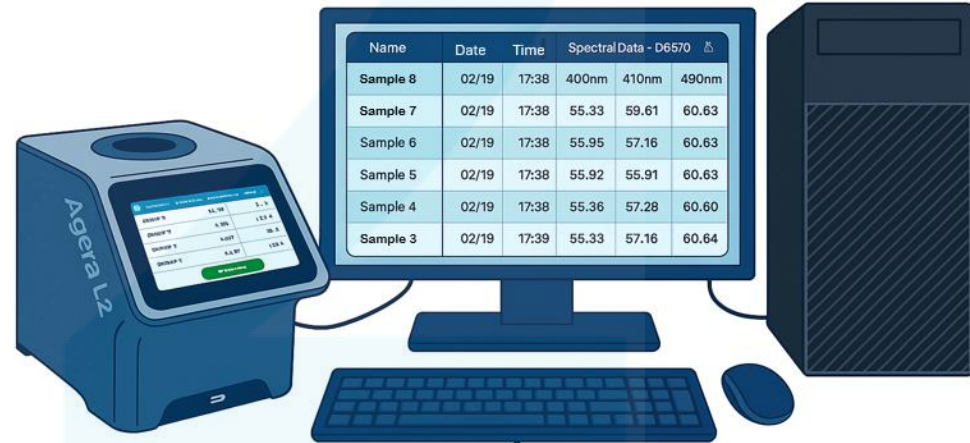 Name Date Time Spectral Data - D6570
Sample 8 02/19 17:38 400nm 410nm 490nm
Sample 7 02/19 17:38 55.33 59.61 60.63
Sample 6 02/19 17:38 55.95 57.16 60.63
Sample 5 02/19 17:38 55.92 55.91 60.63
Sample 4 02/19 17:38 55.36 57.28 60.60
Sample 3 02/19 17:39 55.33 57.16 60.64
Agera L2